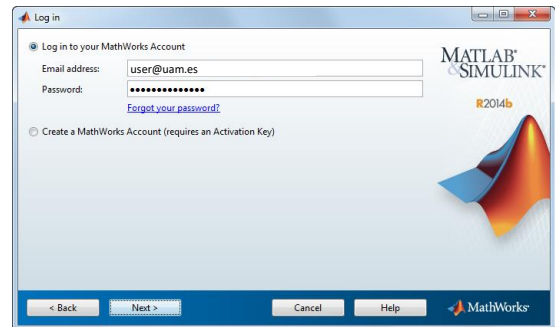 Log in
Log in to your MathWorks Account
MATLAB®
&SIMULINK®
Email address: user@uam.es
Password: ••••••••••••••
Forgot your password?
R2014b
Create a MathWorks Account (requires an Activation Key)
< Back Next > Cancel Help MathWorks®